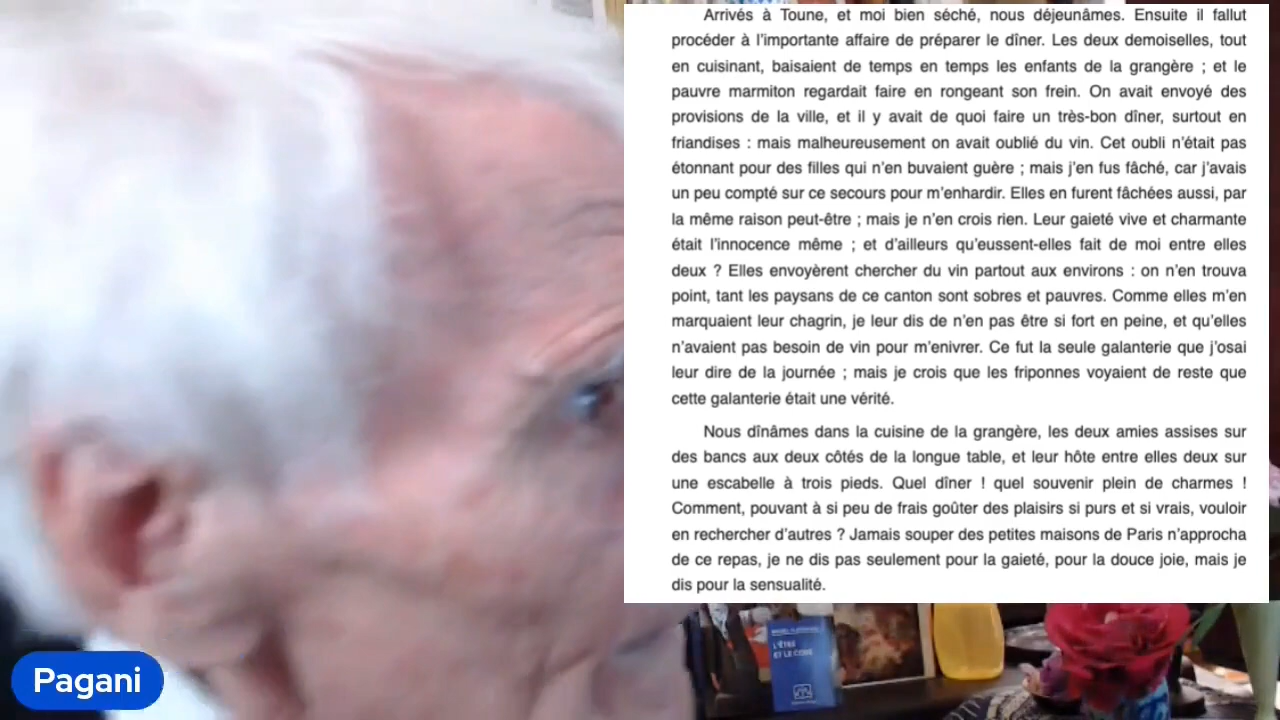 Arrivés à Toune, et moi bien séché, nous déjeunâmes. Ensuite il fallut
procéder à l’importante affaire de préparer le dîner. Les deux demoiselles, tout
en cuisinant, baisaient de temps en temps les enfants de la grangère ; et le
pauvre marmiton regardait faire en rongeant son frein. On avait envoyé des
provisions de la ville, et il y avait de quoi faire un très-bon dîner, surtout en
friandises : mais malheureusement on avait oublié du vin. Cet oubli n’était pas
étonnant pour des filles qui n’en buvaient guère ; mais j’en fus fâché, car j’avais
un peu compté sur ce secours pour m’enhardir. Elles en furent fâchées aussi, par
la même raison peut-être ; mais je n’en crois rien. Leur gaieté vive et charmante
était l’innocence même ; et d’ailleurs qu’eussent-elles fait de moi entre elles
deux ? Elles envoyèrent chercher du vin partout aux environs : on n’en trouva
point, tant les paysans de ce canton sont sobres et pauvres. Comme elles m’en
marquaient leur chagrin, je leur dis de n’en pas être si fort en peine, et qu’elles
n’avaient pas besoin de vin pour m’enivrer. Ce fut la seule galanterie que j’osai
leur dire de la journée ; mais je crois que les friponnes voyaient de reste que
cette galanterie était une vérité.
Nous dînâmes dans la cuisine de la grangère, les deux amies assises sur
des bancs aux deux côtés de la longue table, et leur hôte entre elles deux sur
une escabelle à trois pieds. Quel dîner ! quel souvenir plein de charmes !
Comment, pouvant à si peu de frais goûter des plaisirs si purs et si vrais, vouloir
en rechercher d’autres ? Jamais souper des petites maisons de Paris n’approcha
de ce repas, je ne dis pas seulement pour la gaieté, pour la douce joie, mais je
dis pour la sensualité.
L'ÊTRE
ET LE CODE
Pagani